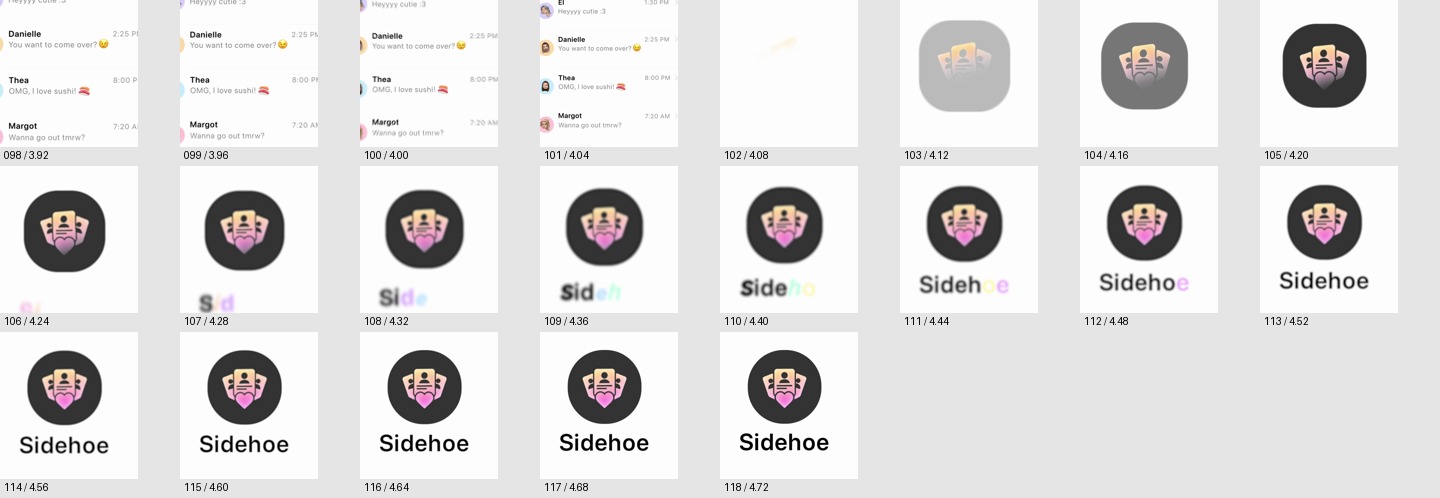 Heyyyy cutie :3
Danielle 2:25 P
You want to come over? 😉
Thea 8:00 P
OMG, I love sushi! 🍣
Margot 7:20 A
Wanna go out tmrw?
098 / 3.92
Heyyyy cutie :3
Danielle 2:25 PM
You want to come over? 😉
Thea 8:00 PM
OMG, I love sushi! 🍣
Margot 7:20 AM
Wanna go out tmrw?
099 / 3.96
Heyyyy cutie :3
Danielle 2:25 PM
You want to come over? 😉
Thea 8:00 PM
OMG, I love sushi! 🍣
Margot 7:20 AM
Wanna go out tmrw?
100 / 4.00
El 1:30 PM
Heyyyy cutie :3
Danielle 2:25 PM
You want to come over? 😉
Thea 8:00 PM
OMG, I love sushi! 🍣
Margot 7:20 AM
Wanna go out tmrw?
101 / 4.04
102 / 4.08
103 / 4.12
104 / 4.16
105 / 4.20
106 / 4.24
Sid
107 / 4.28
Side
108 / 4.32
Sideh
109 / 4.36
Sideho
110 / 4.40
Sidehoe
111 / 4.44
Sidehoe
112 / 4.48
Sidehoe
113 / 4.52
Sidehoe
114 / 4.56
Sidehoe
115 / 4.60
Sidehoe
116 / 4.64
Sidehoe
117 / 4.68
Sidehoe
118 / 4.72